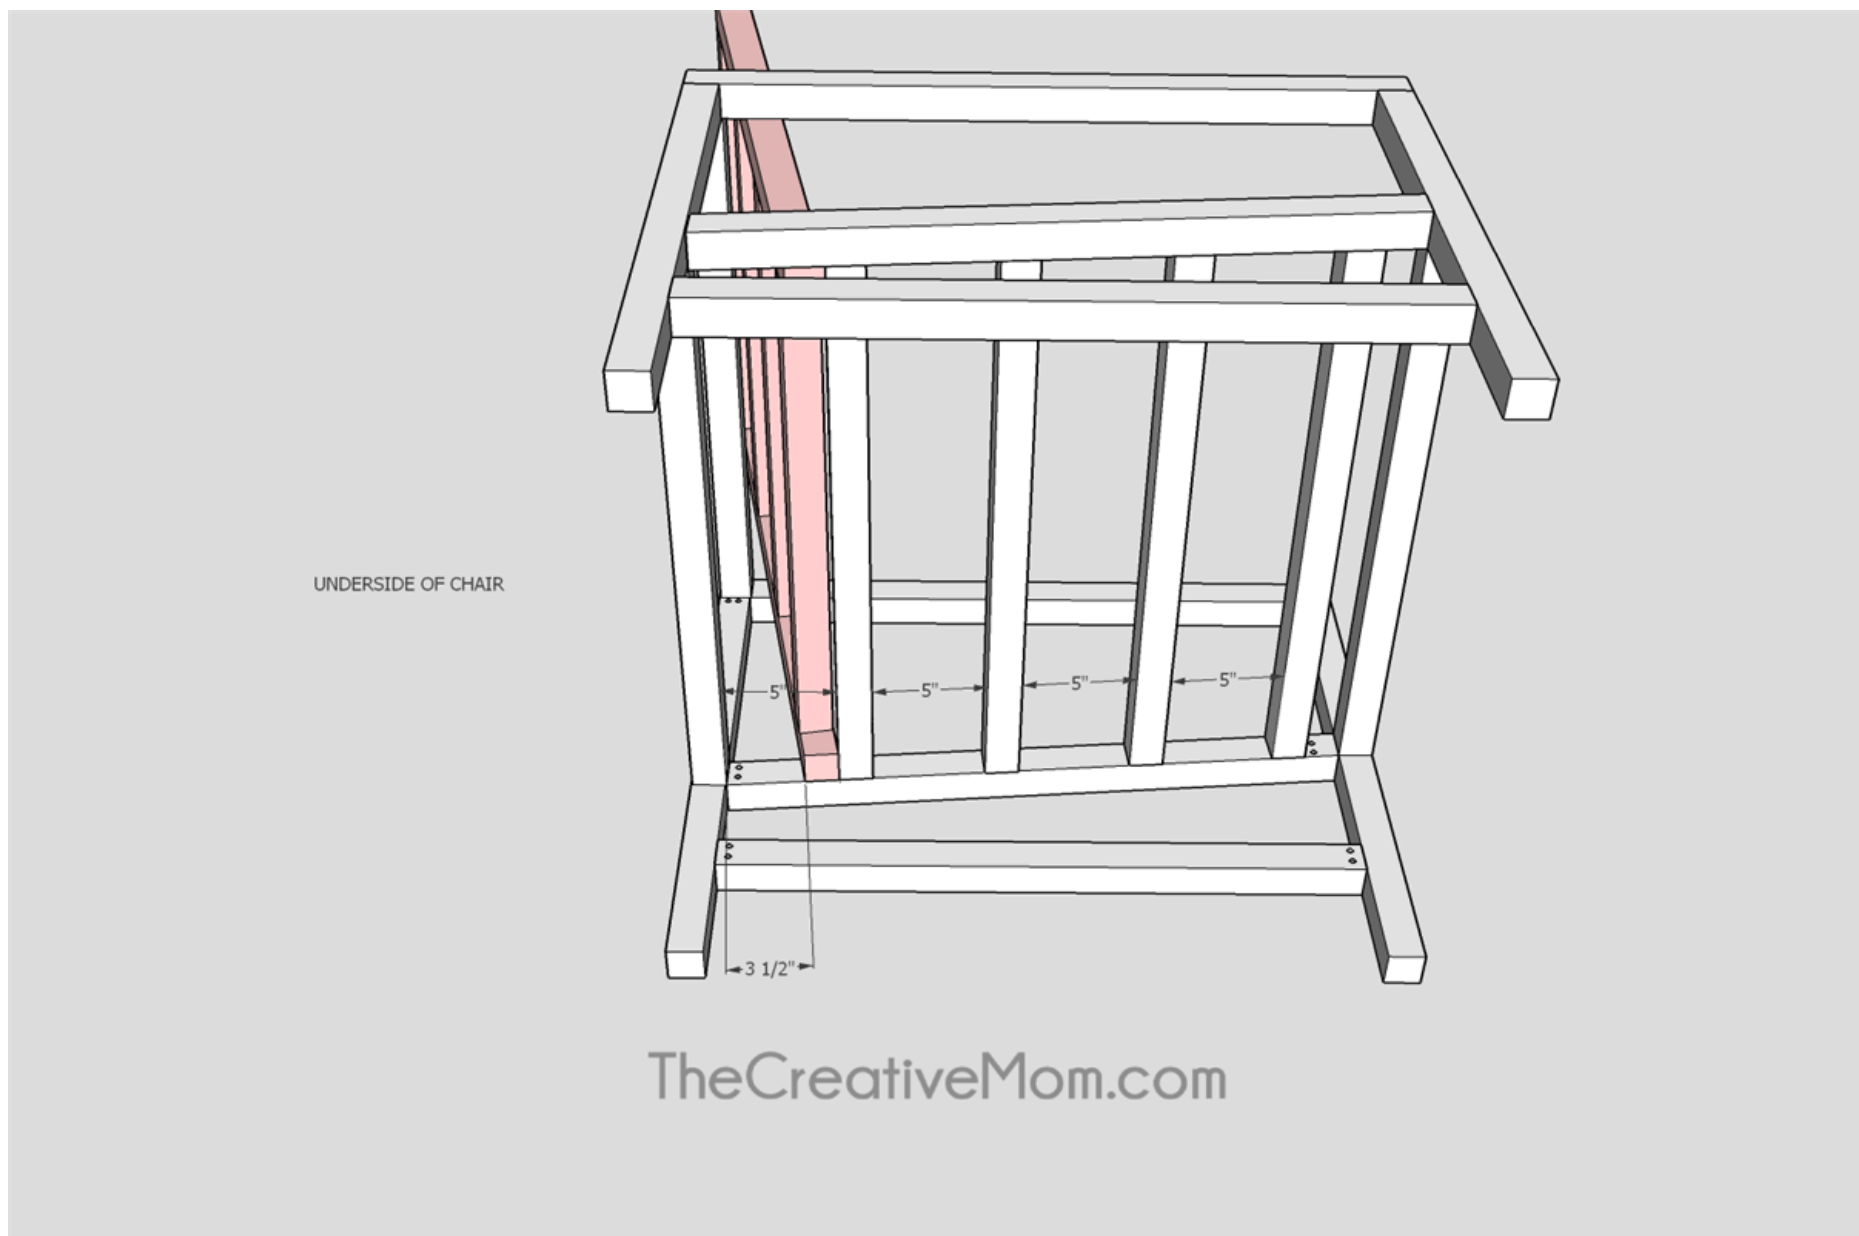 UNDERSIDE OF CHAIR
5" 5" 5" 5"
3 1/2"
TheCreativeMom.com